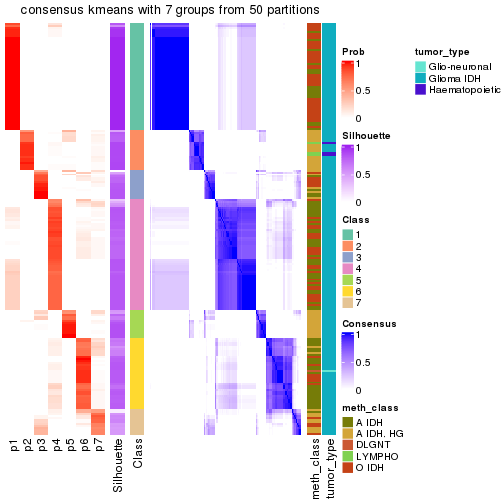 consensus kmeans with 7 groups from 50 partitions
Prob
1
0.5
0
Silhouette
1
0.5
0
Class
1
2
3
4
5
6
7
Consensus
1
0.5
0
meth_class
A IDH
A IDH. HG
DLGNT
LYMPHO
O IDH
tumor_type
Glio-neuronal
Glioma IDH
Haematopoietic
p1
p2
p3
p4
p5
p6
p7
Silhouette
Class
meth_class
tumor_type